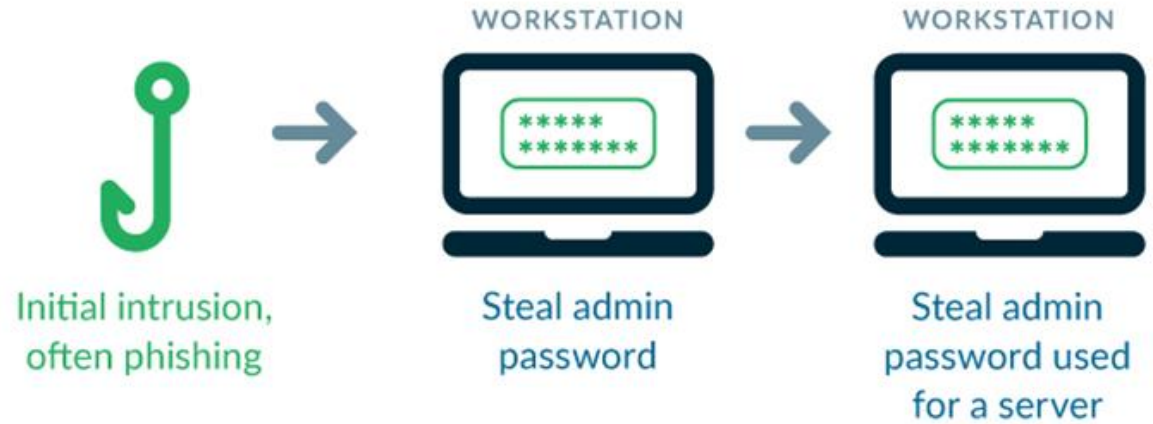 WORKSTATION
WORKSTATION
*****
*******
*****
*******
Initial intrusion,
often phishing
Steal admin
password
Steal admin
password used
for a server